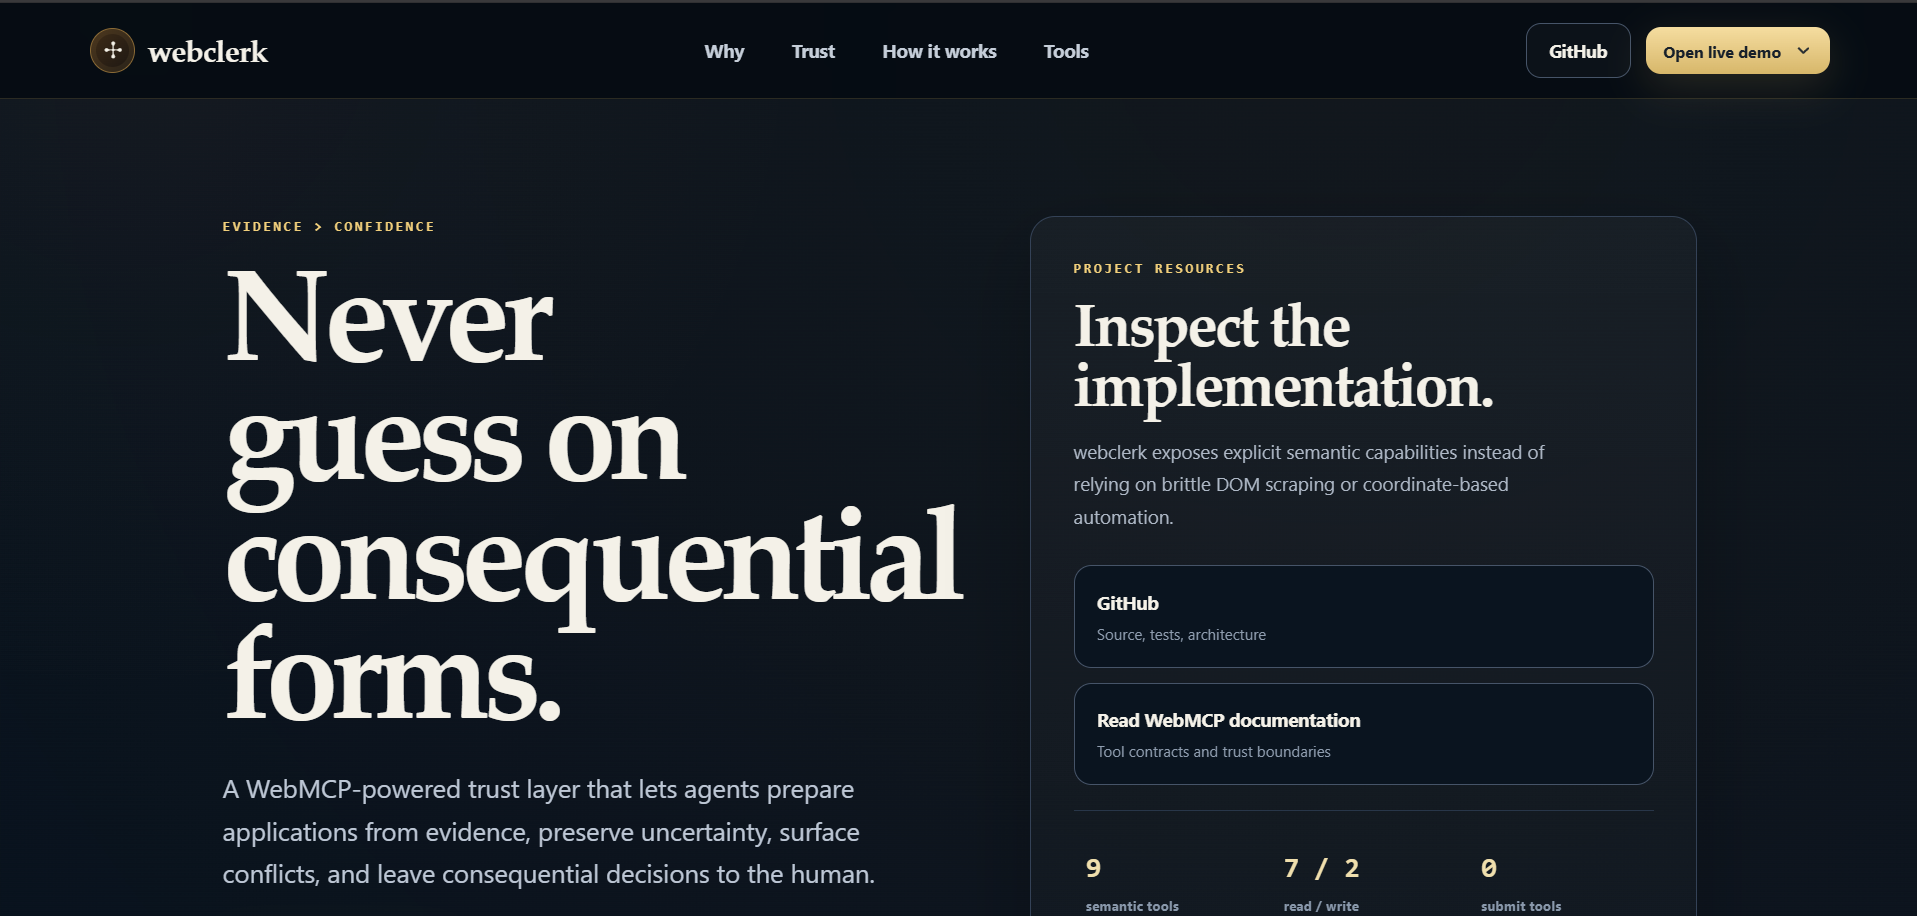 webclerk
Why
Trust
How it works
Tools
GitHub
Open live demo
EVIDENCE > CONFIDENCE
Never
guess on
consequential
forms.
A WebMCP-powered trust layer that lets agents prepare
applications from evidence, preserve uncertainty, surface
conflicts, and leave consequential decisions to the human.
PROJECT RESOURCES
Inspect the
implementation.
webclerk exposes explicit semantic capabilities instead of
relying on brittle DOM scraping or coordinate-based
automation.
GitHub
Source, tests, architecture
Read WebMCP documentation
Tool contracts and trust boundaries
9
semantic tools
7 / 2
read / write
0
submit tools